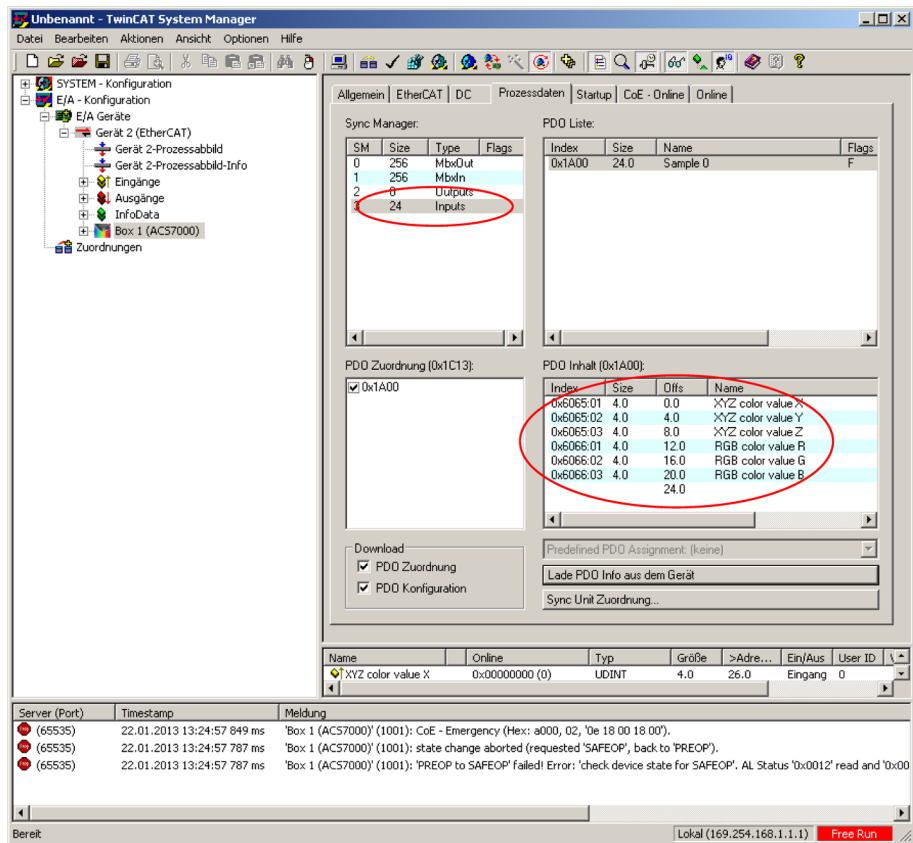 Unbenannt - TwinCAT System Manager
Datei Bearbeiten Aktionen Ansicht Optionen Hilfe
SYSTEM - Konfiguration
E/A - Konfiguration
E/A Geräte
Gerät 2 (EtherCAT)
Gerät 2-Prozessabbild
Gerät 2-Prozessabbild-Info
Eingänge
Ausgänge
InfoData
Box 1 (ACS7000)
Zuordnungen
Allgemein EtherCAT DC Prozessdaten Startup CoE - Online Online
Sync Manager:
SM Size Type Flags
0 256 MbxOut
1 256 MbxIn
2 0 Outputs
3 24 Inputs
PDO Liste:
Index Size Name Flags
0x1A00 24.0 Sample 0 F
PDO Zuordnung (0x1C13):
0x1A00
PDO Inhalt (0x1A00):
Index Size Offs Name
0x6065:01 4.0 0.0 XYZ color value X
0x6065:02 4.0 4.0 XYZ color value Y
0x6065:03 4.0 8.0 XYZ color value Z
0x6066:01 4.0 12.0 RGB color value R
0x6066:02 4.0 16.0 RGB color value G
0x6066:03 4.0 20.0 RGB color value B
24.0
Download
PDO Zuordnung
PDO Konfiguration
Predefined PDO Assignment: (keine)
Lade PDO Info aus dem Gerät
Sync Unit Zuordnung...
Name Online Typ Größe >Adre... Ein/Aus User ID
XYZ color value X 0x00000000 (0) UDINT 4.0 26.0 Eingang 0
Server (Port) Timestamp Meldung
(65535) 22.01.2013 13:24:57 849 ms 'Box 1 (ACS7000)' (1001): CoE - Emergency (Hex: a000, 02, '0e 18 00 18 00').
(65535) 22.01.2013 13:24:57 787 ms 'Box 1 (ACS7000)' (1001): state change aborted (requested 'SAFEOP', back to 'PREOP').
(65535) 22.01.2013 13:24:57 787 ms 'Box 1 (ACS7000)' (1001): 'PREOP to SAFEOP' failed! Error: 'check device state for SAFEOP'. AL Status '0x0012' read and '0x00
Bereit
Lokal (169.254.168.1.1.1) Free Run